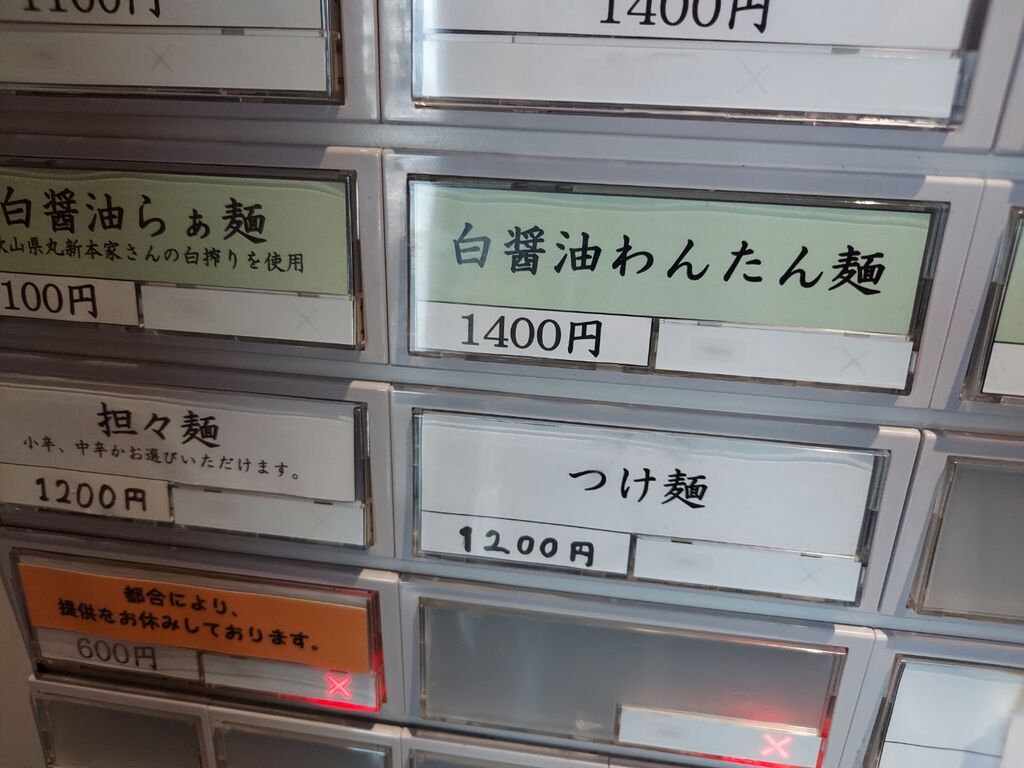 1400円
白醤油らぁ麺
山県丸新本家さんの白搾りを使用
100円
白醤油わんたん麺
1400円
担々麺
小辛、中辛かお選びいただけます。
1200円
つけ麺
1200円
都合により、
提供をお休みしております。
600円